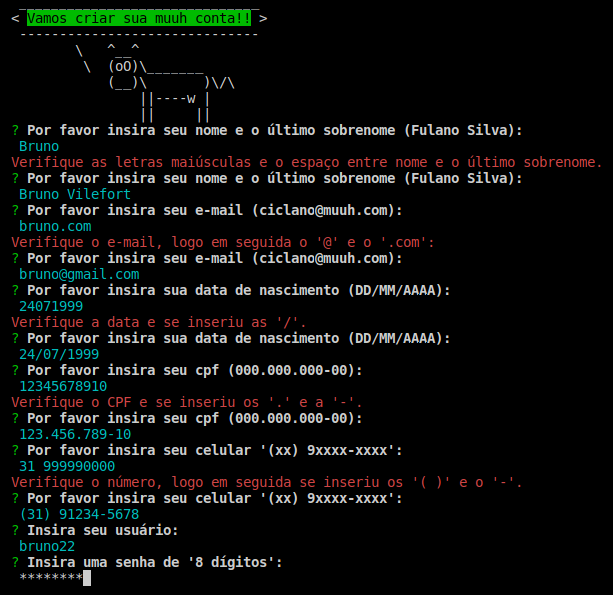 ______________________________
< Vamos criar sua muuh conta!! >
 ------------------------------
        \   ^__^
         \  (oO)\_______
            (__)\       )\/\
                ||----w |
                ||     ||
? Por favor insira seu nome e o último sobrenome (Fulano Silva):
 Bruno
Verifique as letras maiúsculas e o espaço entre nome e o último sobrenome.
? Por favor insira seu nome e o último sobrenome (Fulano Silva):
 Bruno Vilefort
? Por favor insira seu e-mail (ciclano@muuh.com):
 bruno.com
Verifique o e-mail, logo em seguida o '@' e o '.com':
? Por favor insira seu e-mail (ciclano@muuh.com):
 bruno@gmail.com
? Por favor insira sua data de nascimento (DD/MM/AAAA):
 24071999
Verifique a data e se inseriu as '/'.
? Por favor insira sua data de nascimento (DD/MM/AAAA):
 24/07/1999
? Por favor insira seu cpf (000.000.000-00):
 12345678910
Verifique o CPF e se inseriu os '.' e a '-'.
? Por favor insira seu cpf (000.000.000-00):
 123.456.789-10
? Por favor insira seu celular '(xx) 9xxxx-xxxx':
 31 999990000
Verifique o número, logo em seguida se inseriu os '( )' e o '-'.
? Por favor insira seu celular '(xx) 9xxxx-xxxx':
 (31) 91234-5678
? Insira seu usuário:
 bruno22
? Insira uma senha de '8 dígitos':
 ********